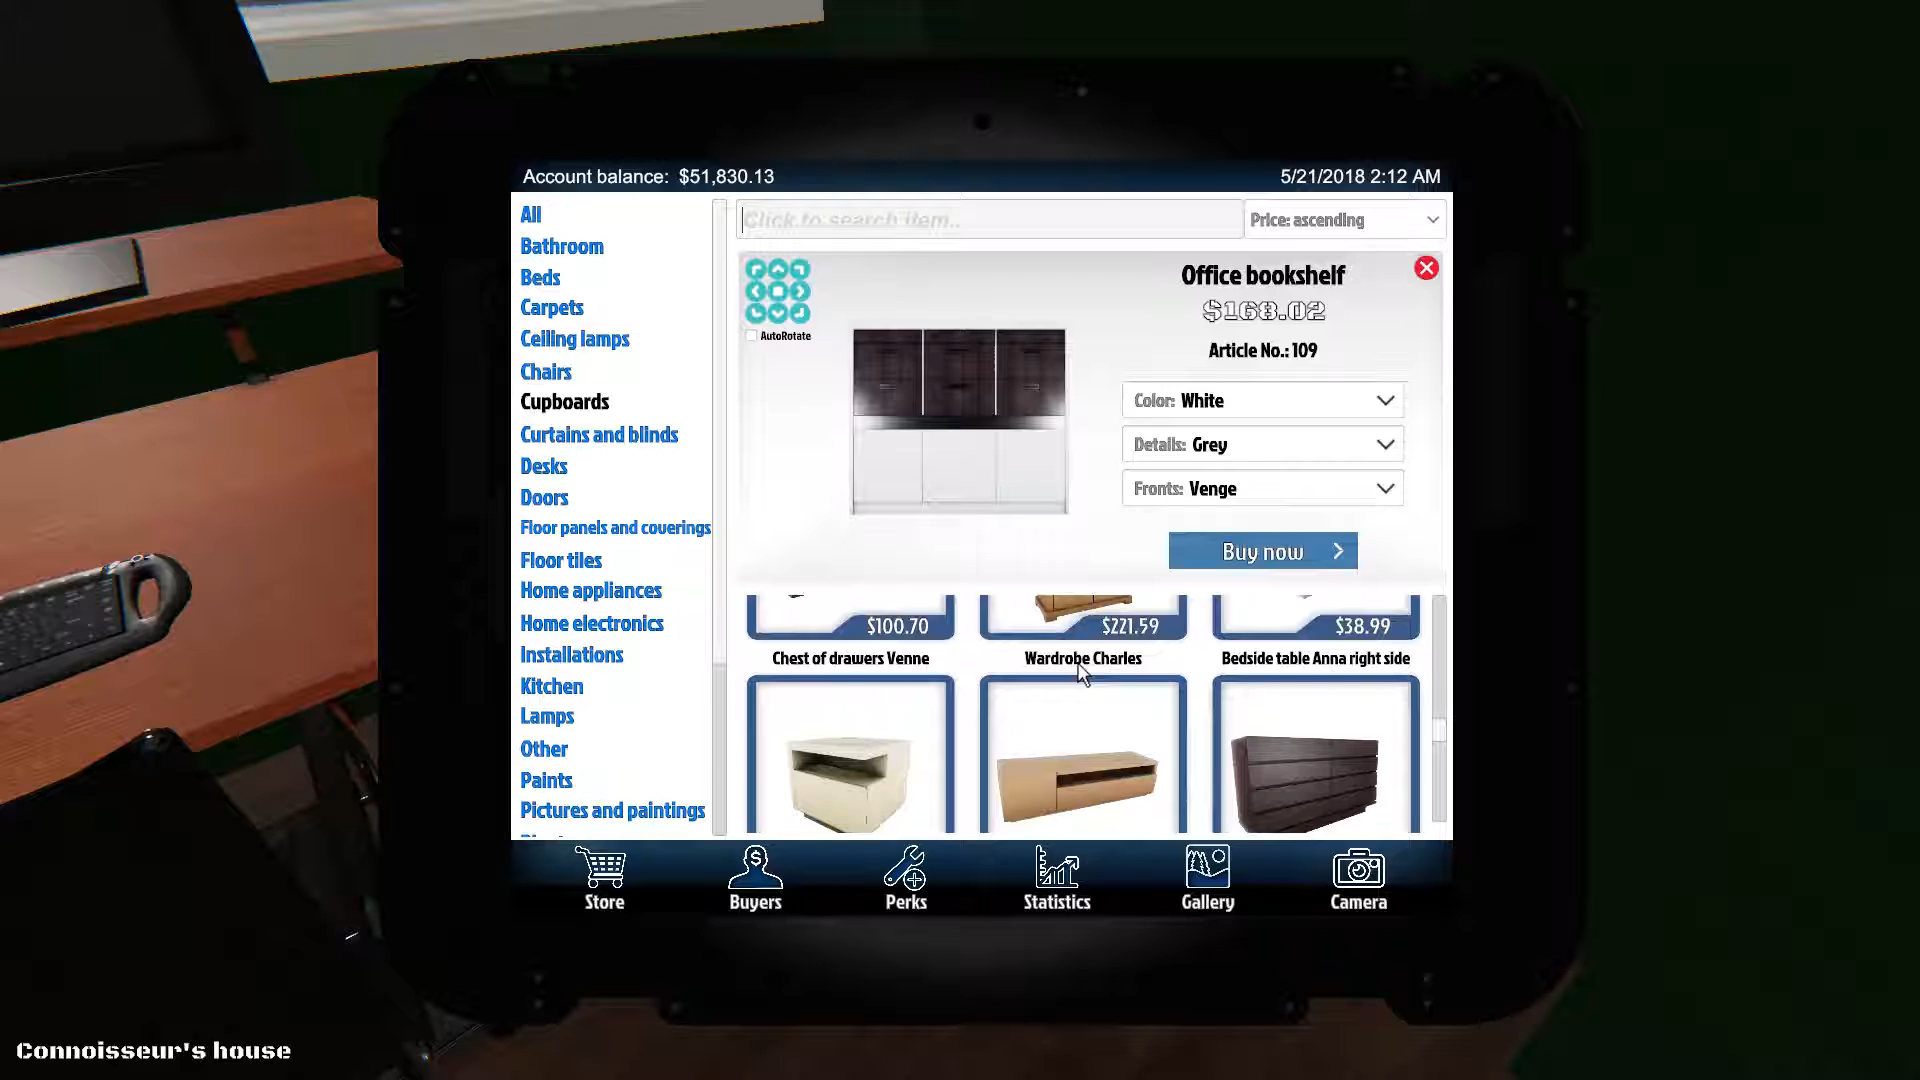 Account balance: $51,830.13
5/21/2018 2:12 AM
All
Bathroom
Beds
Carpets
Ceiling lamps
Chairs
Cupboards
Curtains and blinds
Desks
Doors
Floor panels and coverings
Floor tiles
Home appliances
Home electronics
Installations
Kitchen
Lamps
Other
Paints
Pictures and paintings
Click to search item..
Price: ascending
AutoRotate
Office bookshelf
$168.02
Article No.: 109
Color: White
Details: Grey
Fronts: Venge
Buy now
$100.70
$221.59
$38.99
Chest of drawers Venne
Wardrobe Charles
Bedside table Anna right side
Store
Buyers
Perks
Statistics
Gallery
Camera
Connoisseur's house